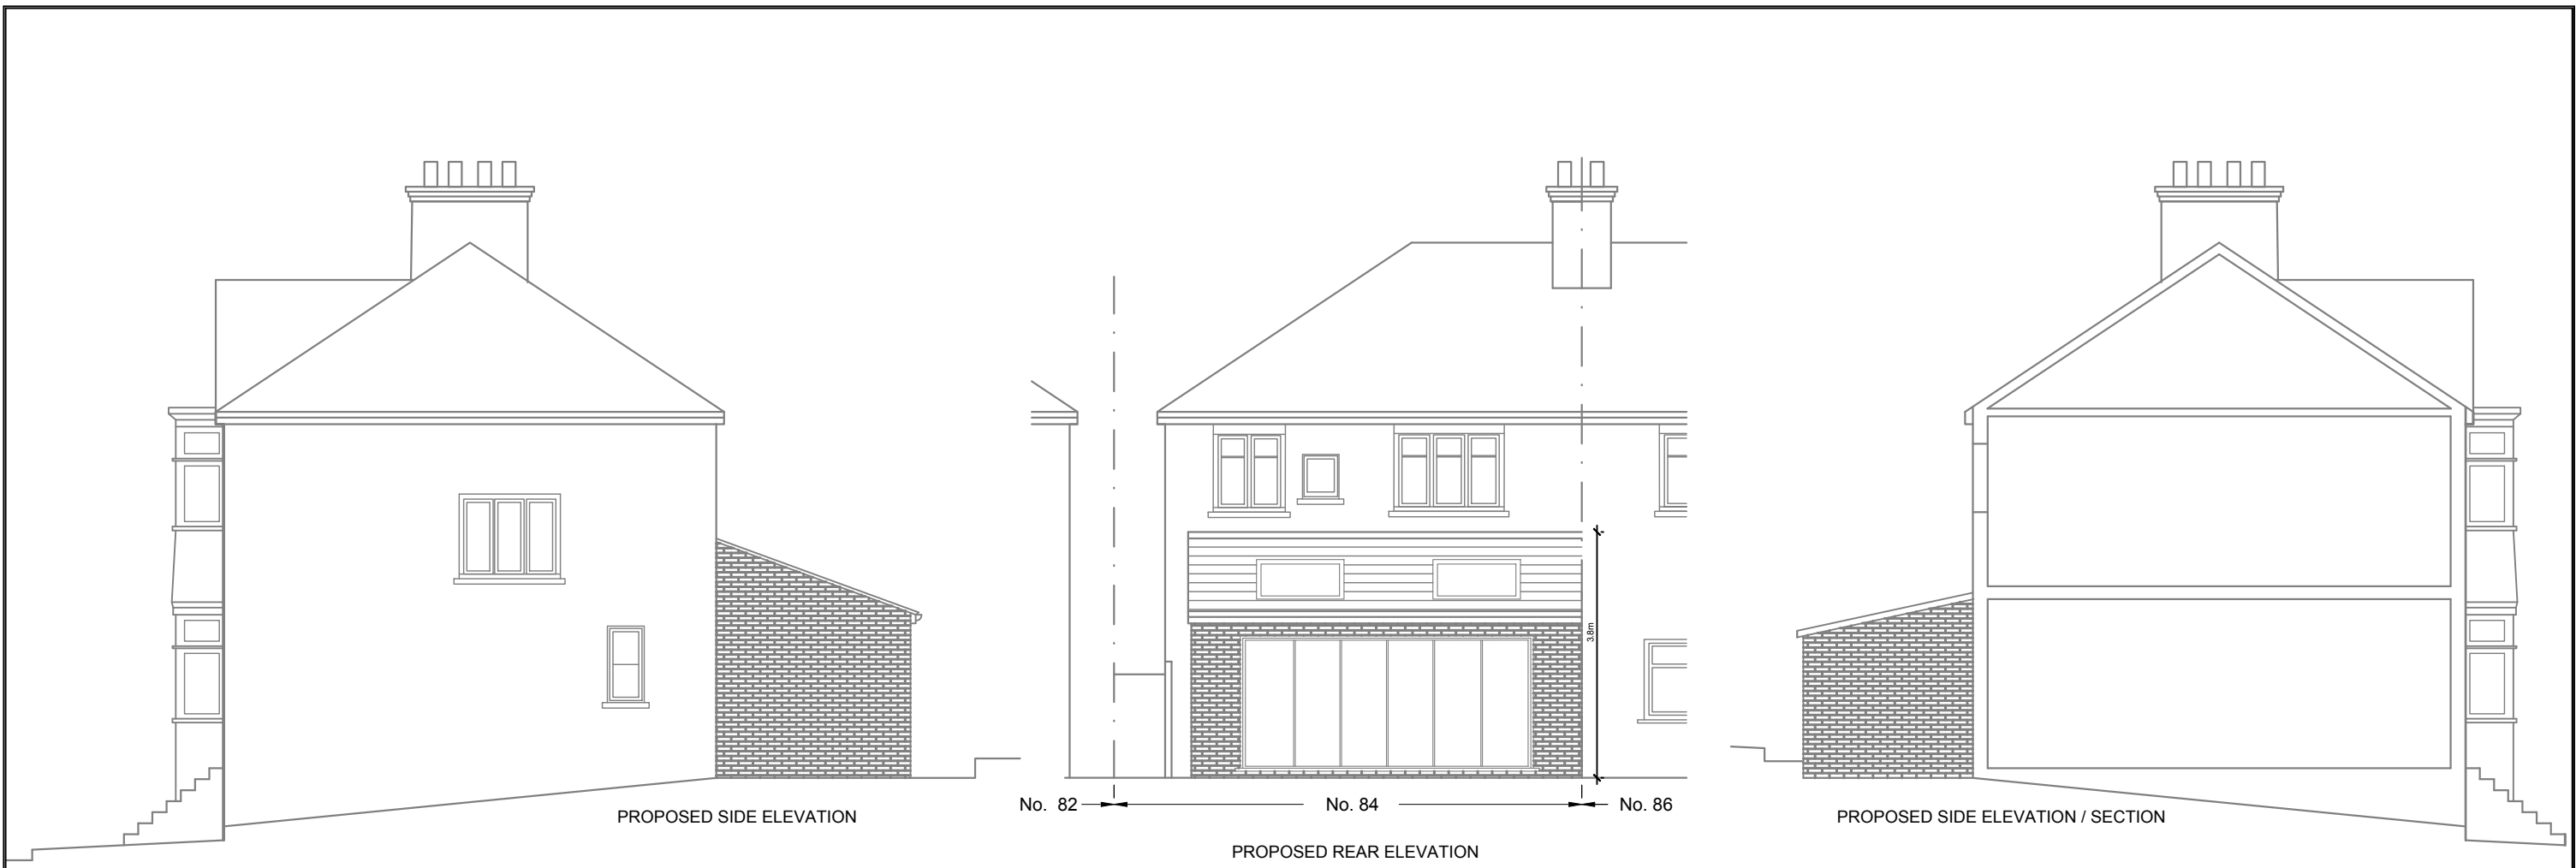 3.8m
No. 82
No. 84
No. 86
PROPOSED SIDE ELEVATION
PROPOSED REAR ELEVATION
PROPOSED SIDE ELEVATION / SECTION